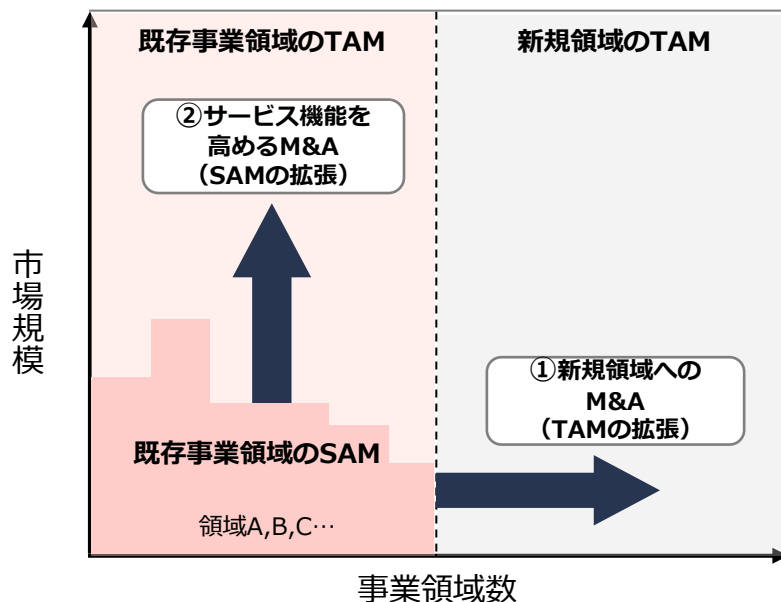 既存事業領域のTAM
新規領域のTAM
②サービス機能を
高めるM&A
（SAMの拡張）
市場規模
①新規領域への
M&A
（TAMの拡張）
既存事業領域のSAM
領域A,B,C…
事業領域数